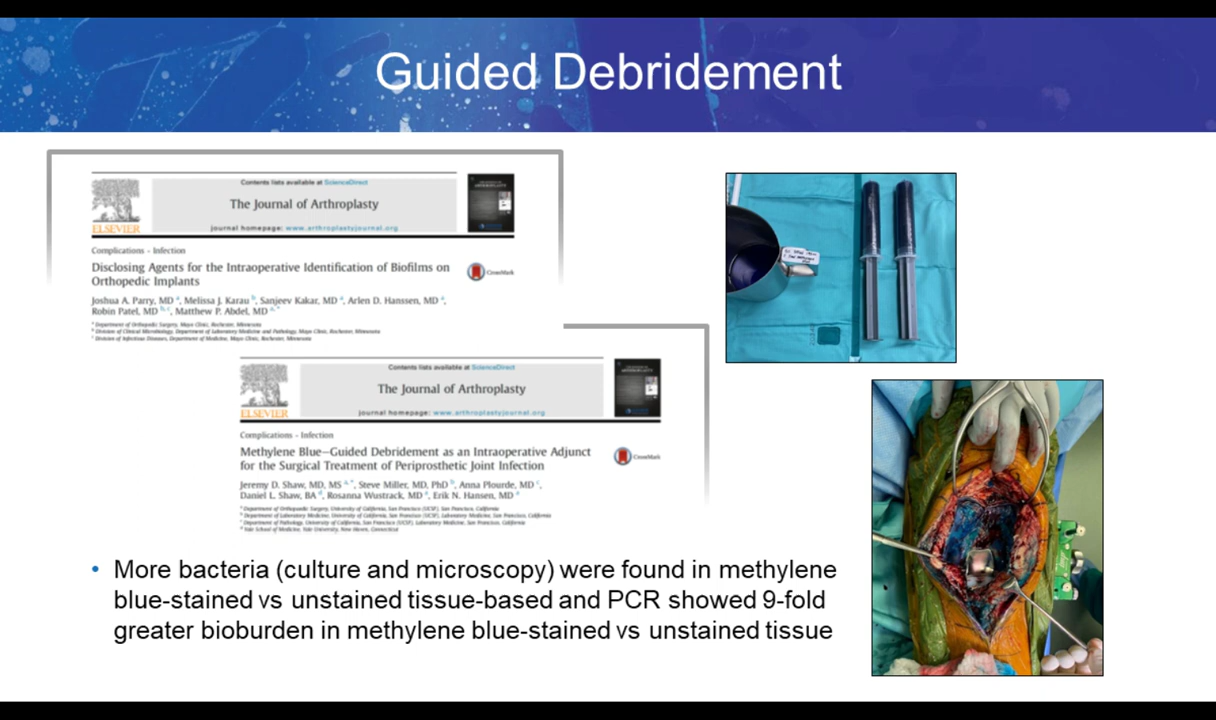 Guided Debridement
Contents lists available at ScienceDirect
The Journal of Arthroplasty
journal homepage: www.arthroplastyjournal.org
ELSEVIER
Complications - Infection
Disclosing Agents for the Intraoperative Identification of Biofilms on
Orthopedic Implants
CrossMark
Joshua A. Parry, MD a, Melissa J. Karau b, Sanjeev Kakar, MD a, Arlen D. Hanssen, MD a,
Robin Patel, MD b, c, Matthew P. Abdel, MD a, *
a Department of Orthopedic Surgery, Mayo Clinic, Rochester, Minnesota
b Division of Clinical Microbiology, Department of Laboratory Medicine and Pathology, Mayo Clinic, Rochester, Minnesota
c Division of Infectious Diseases, Department of Medicine, Mayo Clinic, Rochester, Minnesota
Contents lists available at ScienceDirect
The Journal of Arthroplasty
journal homepage: www.arthroplastyjournal.org
ELSEVIER
Complications - Infection
Methylene Blue–Guided Debridement as an Intraoperative Adjunct
for the Surgical Treatment of Periprosthetic Joint Infection
CrossMark
Jeremy D. Shaw, MD, MS a, *, Steve Miller, MD, PhD b, Anna Plourde, MD c,
Daniel L. Shaw, BA d, Rosanna Wustrack, MD a, Erik N. Hansen, MD a
a Department of Orthopaedic Surgery, University of California, San Francisco (UCSF), San Francisco, California
b Department of Laboratory Medicine, University of California, San Francisco (UCSF), Laboratory Medicine, San Francisco, California
c Department of Pathology, University of California, San Francisco (UCSF), Laboratory Medicine, San Francisco, California
d Yale School of Medicine, Yale University, New Haven, Connecticut
• More bacteria (culture and microscopy) were found in methylene
blue-stained vs unstained tissue-based and PCR showed 9-fold
greater bioburden in methylene blue-stained vs unstained tissue